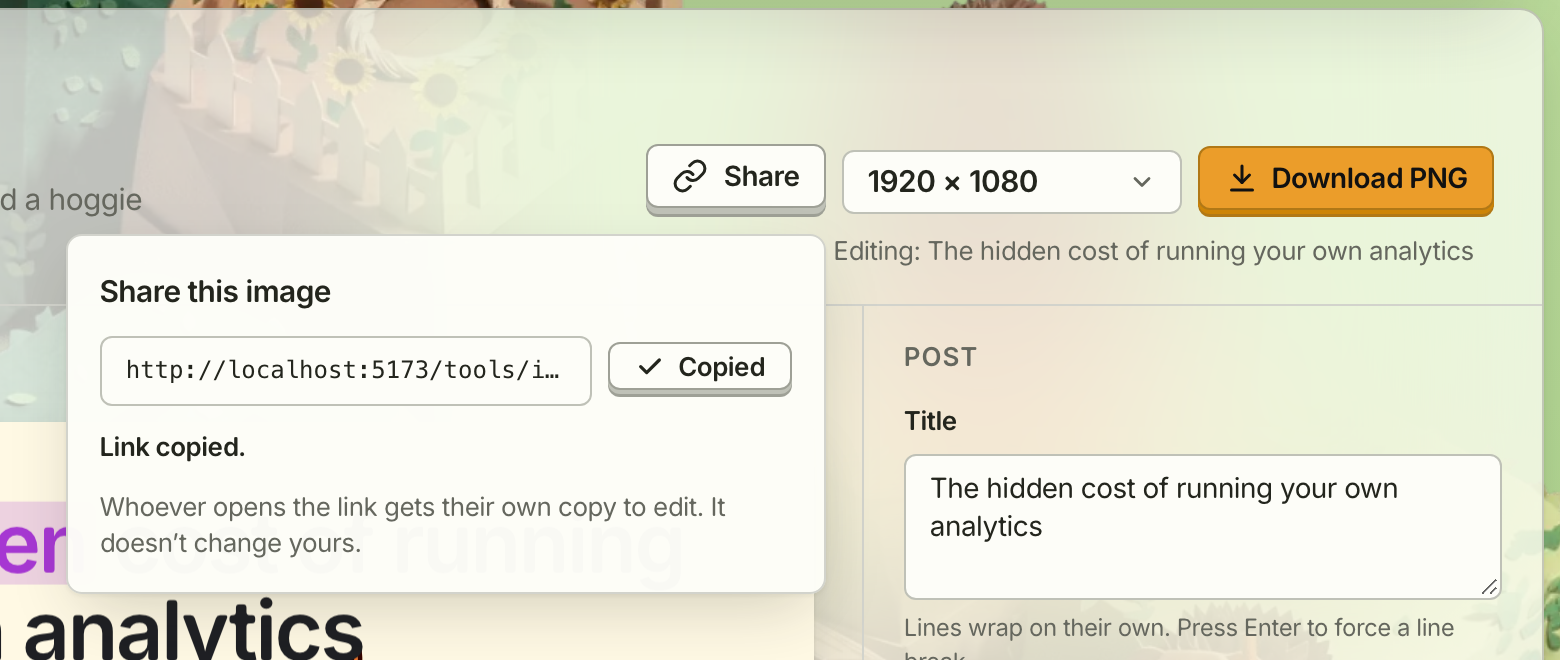 Share
1920 × 1080
Download PNG
d a hoggie
Editing: The hidden cost of running your own analytics
Share this image
http://localhost:5173/tools/i…
Copied
Link copied.
Whoever opens the link gets their own copy to edit. It
doesn’t change yours.
en cost of running
analytics
POST
Title
The hidden cost of running your own
analytics
Lines wrap on their own. Press Enter to force a line
break.